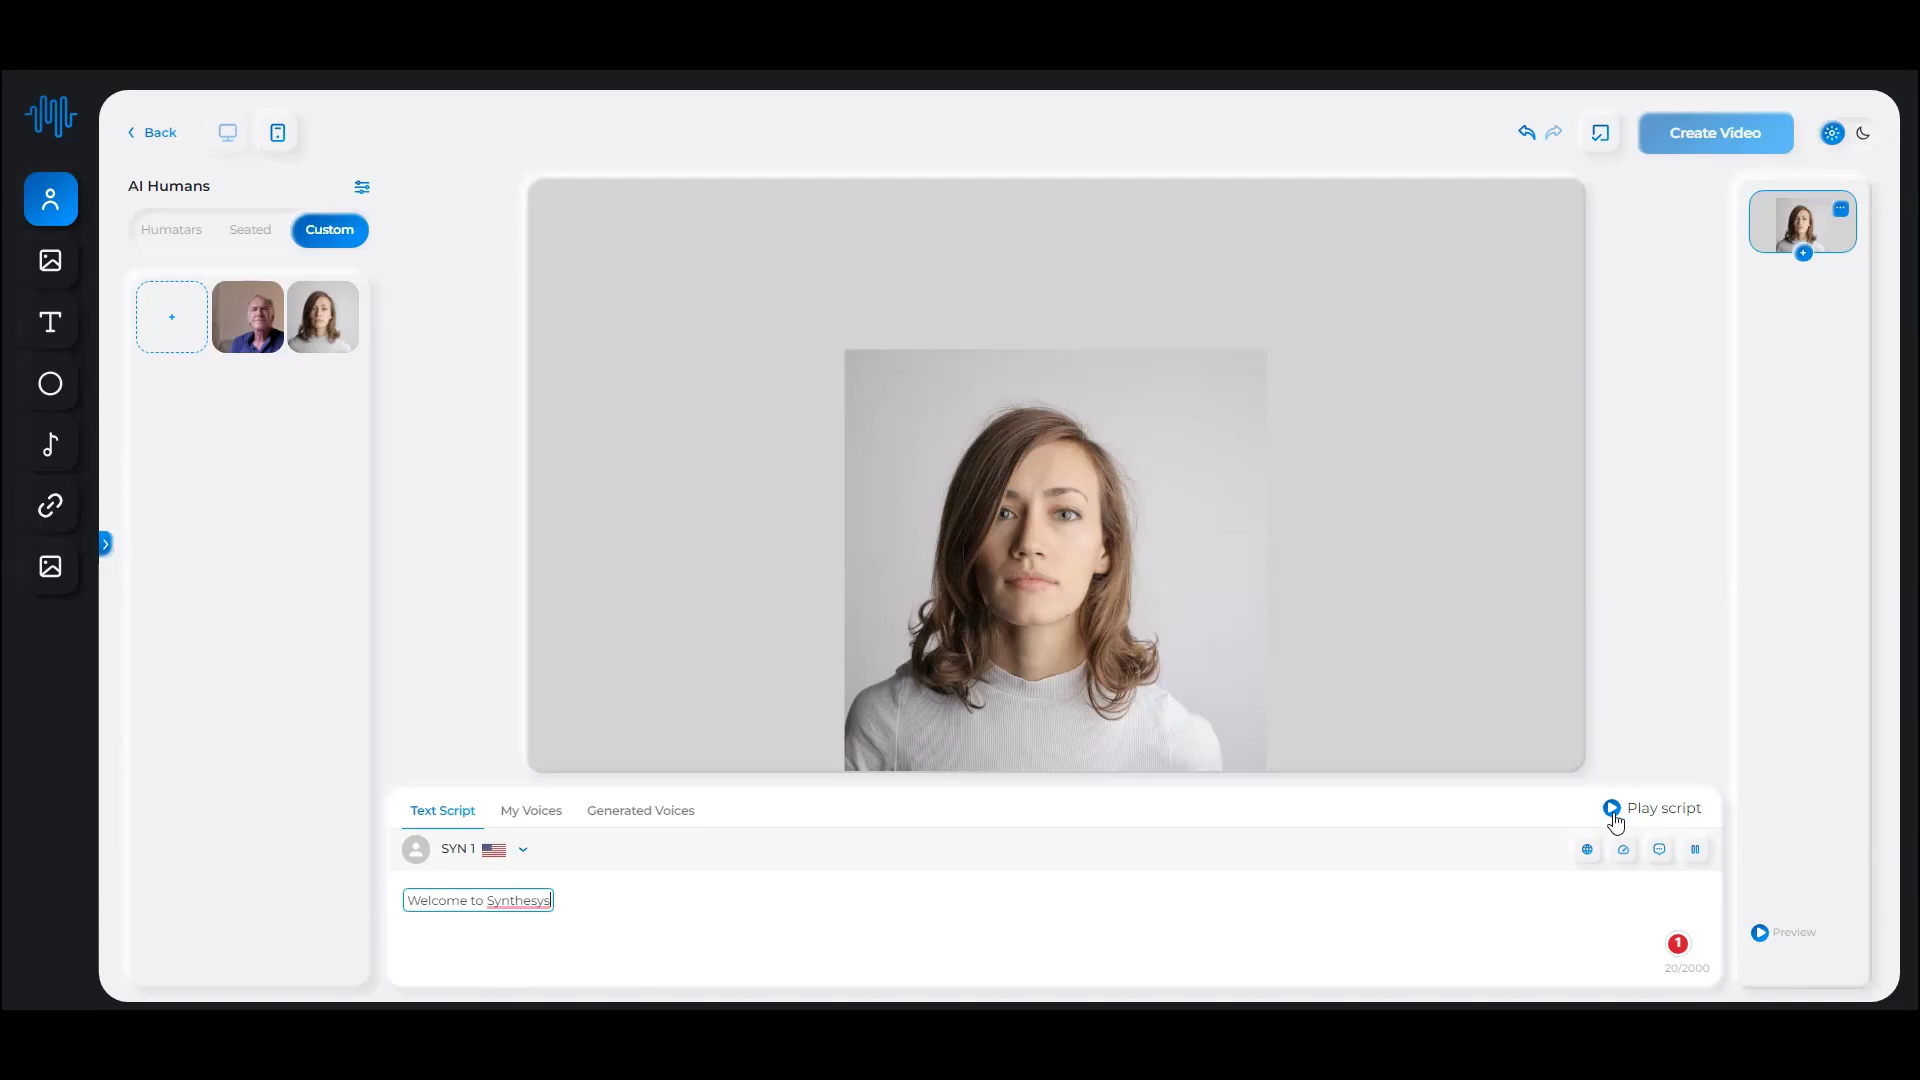 Back
Create Video
AI Humans
Humatars Seated Custom
+
+
Text Script My Voices Generated Voices
Play script
SYN 1
Welcome to Synthesys
1
20/2000
Preview